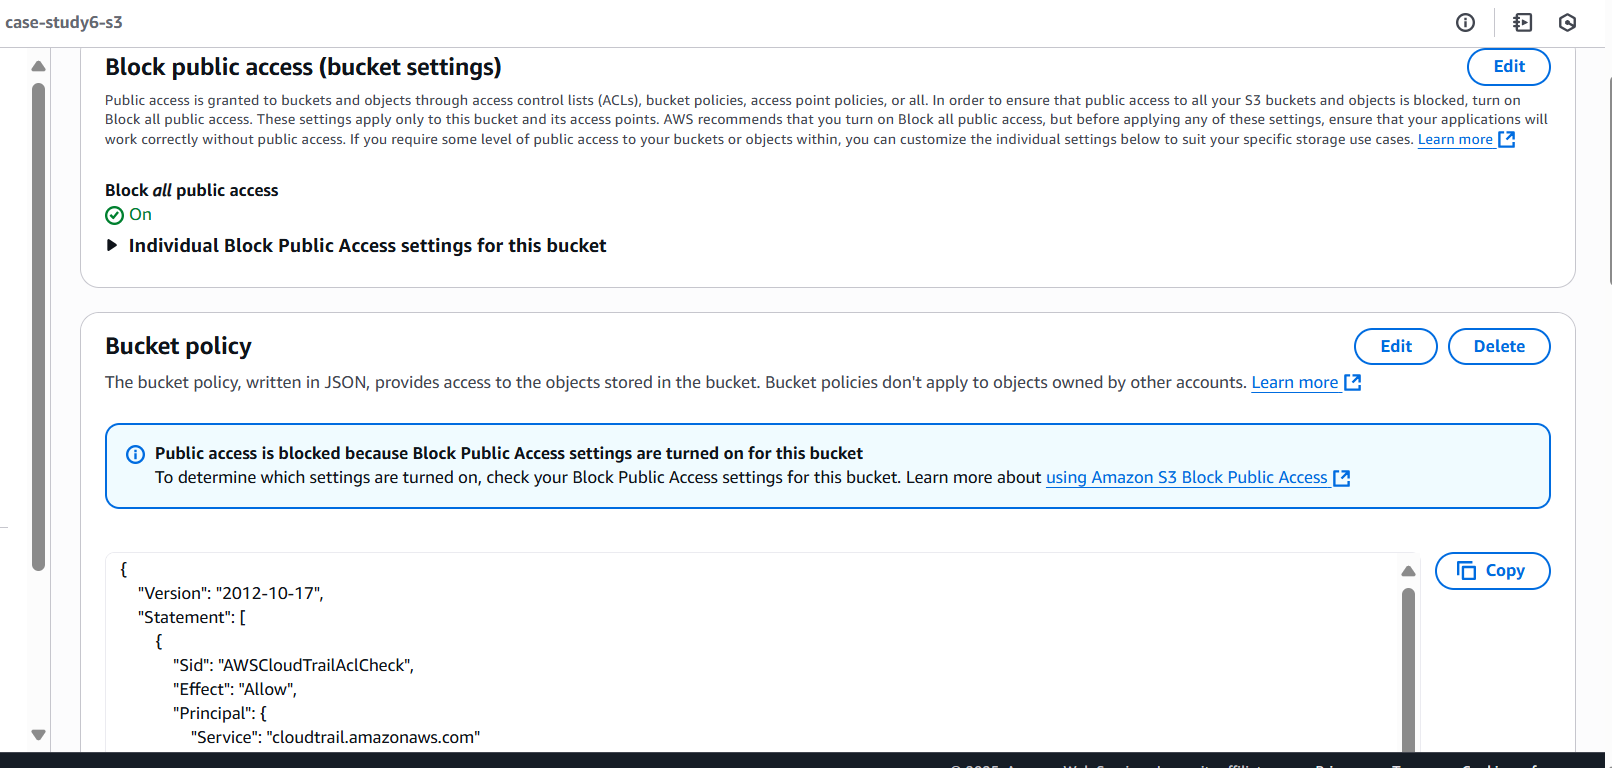 case-study6-s3
Block public access (bucket settings)
Edit
Public access is granted to buckets and objects through access control lists (ACLs), bucket policies, access point policies, or all. In order to ensure that public access to all your S3 buckets and objects is blocked, turn on
Block all public access. These settings apply only to this bucket and its access points. AWS recommends that you turn on Block all public access, but before applying any of these settings, ensure that your applications will
work correctly without public access. If you require some level of public access to your buckets or objects within, you can customize the individual settings below to suit your specific storage use cases. Learn more
Block all public access
On
Individual Block Public Access settings for this bucket
Bucket policy
Edit
Delete
The bucket policy, written in JSON, provides access to the objects stored in the bucket. Bucket policies don't apply to objects owned by other accounts. Learn more
Public access is blocked because Block Public Access settings are turned on for this bucket
To determine which settings are turned on, check your Block Public Access settings for this bucket. Learn more about using Amazon S3 Block Public Access
{
"Version": "2012-10-17",
"Statement": [
{
"Sid": "AWSCloudTrailAclCheck",
"Effect": "Allow",
"Principal": {
"Service": "cloudtrail.amazonaws.com"
Copy